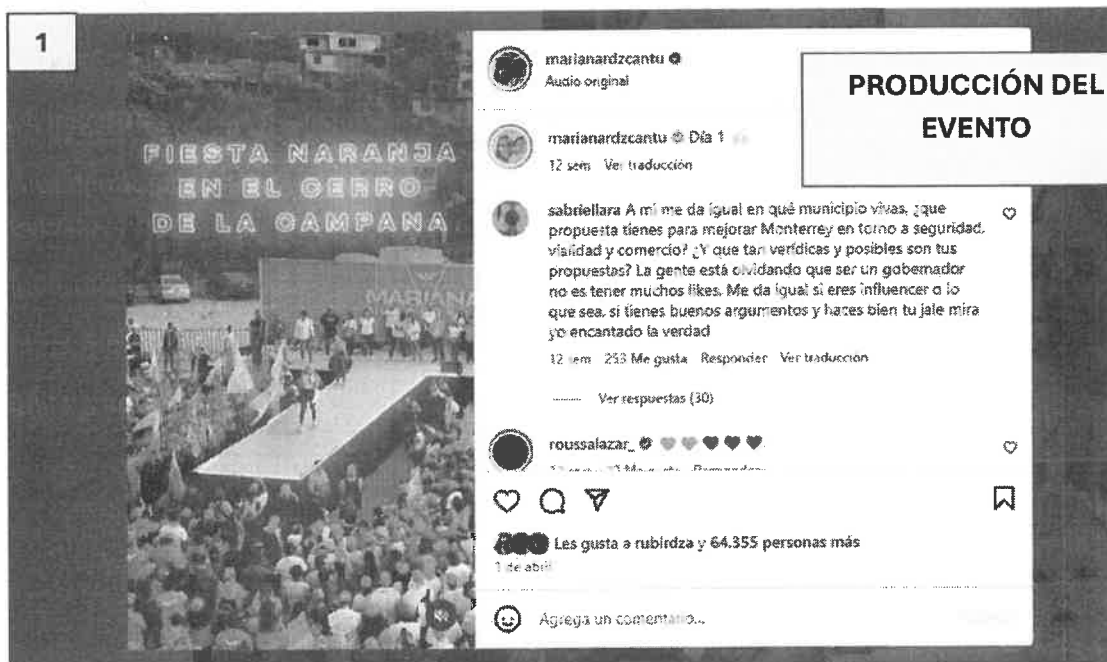 1
FIESTA NARANJA
EN EL CERRO
DE LA CAMPANA
MARIANA
marianardzcantu
Audio original
PRODUCCIÓN DEL
EVENTO
marianardzcantu Día 1
12 sem Ver traducción
sabriellara A mi me da igual en qué municipio vivas, ¿que
propuesta tienes para mejorar Monterrey en torno a seguridad,
vialidad y comercio? ¿Y que tan verídicas y posibles son tus
propuestas? La gente está olvidando que ser un gobernador
no es tener muchos likes. Me da igual si eres influencer o lo
que sea, si tienes buenos argumentos y haces bien tu jale mira
yo encantado la verdad
12 sem 253 Me gusta Responder Ver traducción
Ver respuestas (30)
roussalazar_
Les gusta a rubirdza y 64.355 personas más
1 de abril
Agrega un comentario...